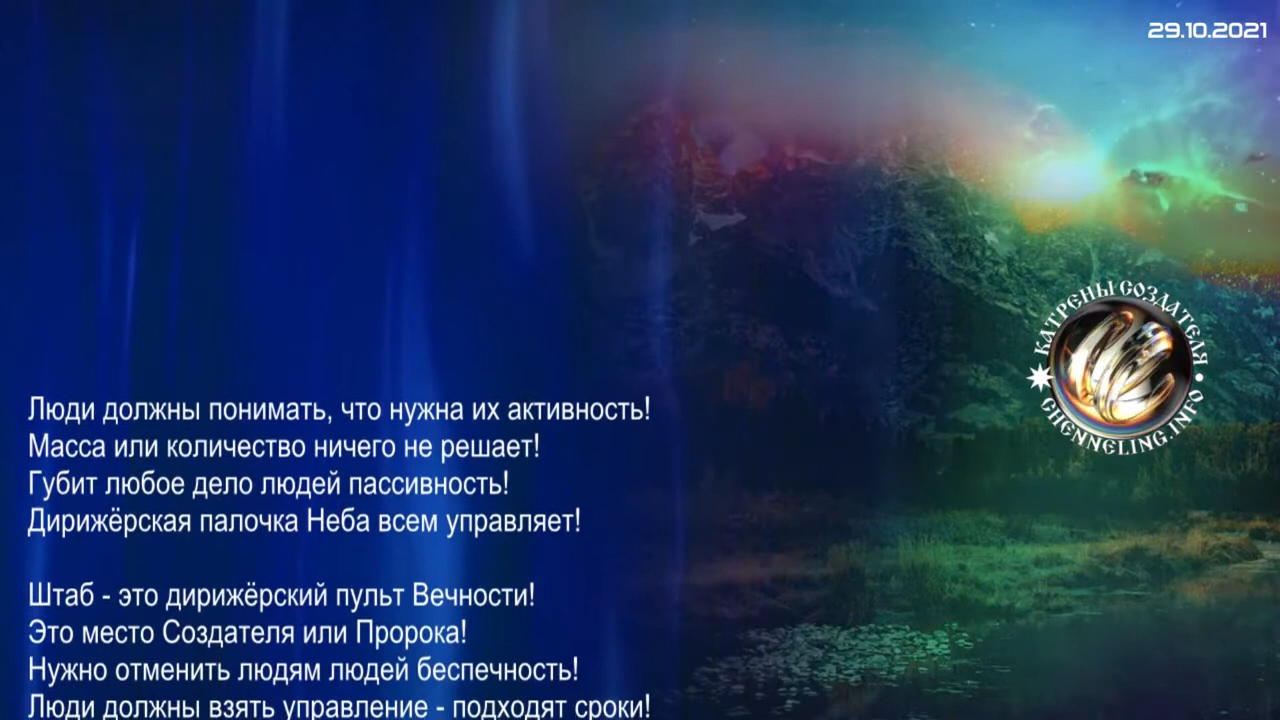 29.10.2021
КАТРЕНЫ СОЗДАТЕЛЯ
CHENNELING.INFO
Люди должны понимать, что нужна их активность!
Масса или количество ничего не решает!
Губит любое дело людей пассивность!
Дирижёрская палочка Неба всем управляет!
Штаб - это дирижёрский пульт Вечности!
Это место Создателя или Пророка!
Нужно отменить людям людей беспечность!
Люди должны взять управление - подходят сроки!